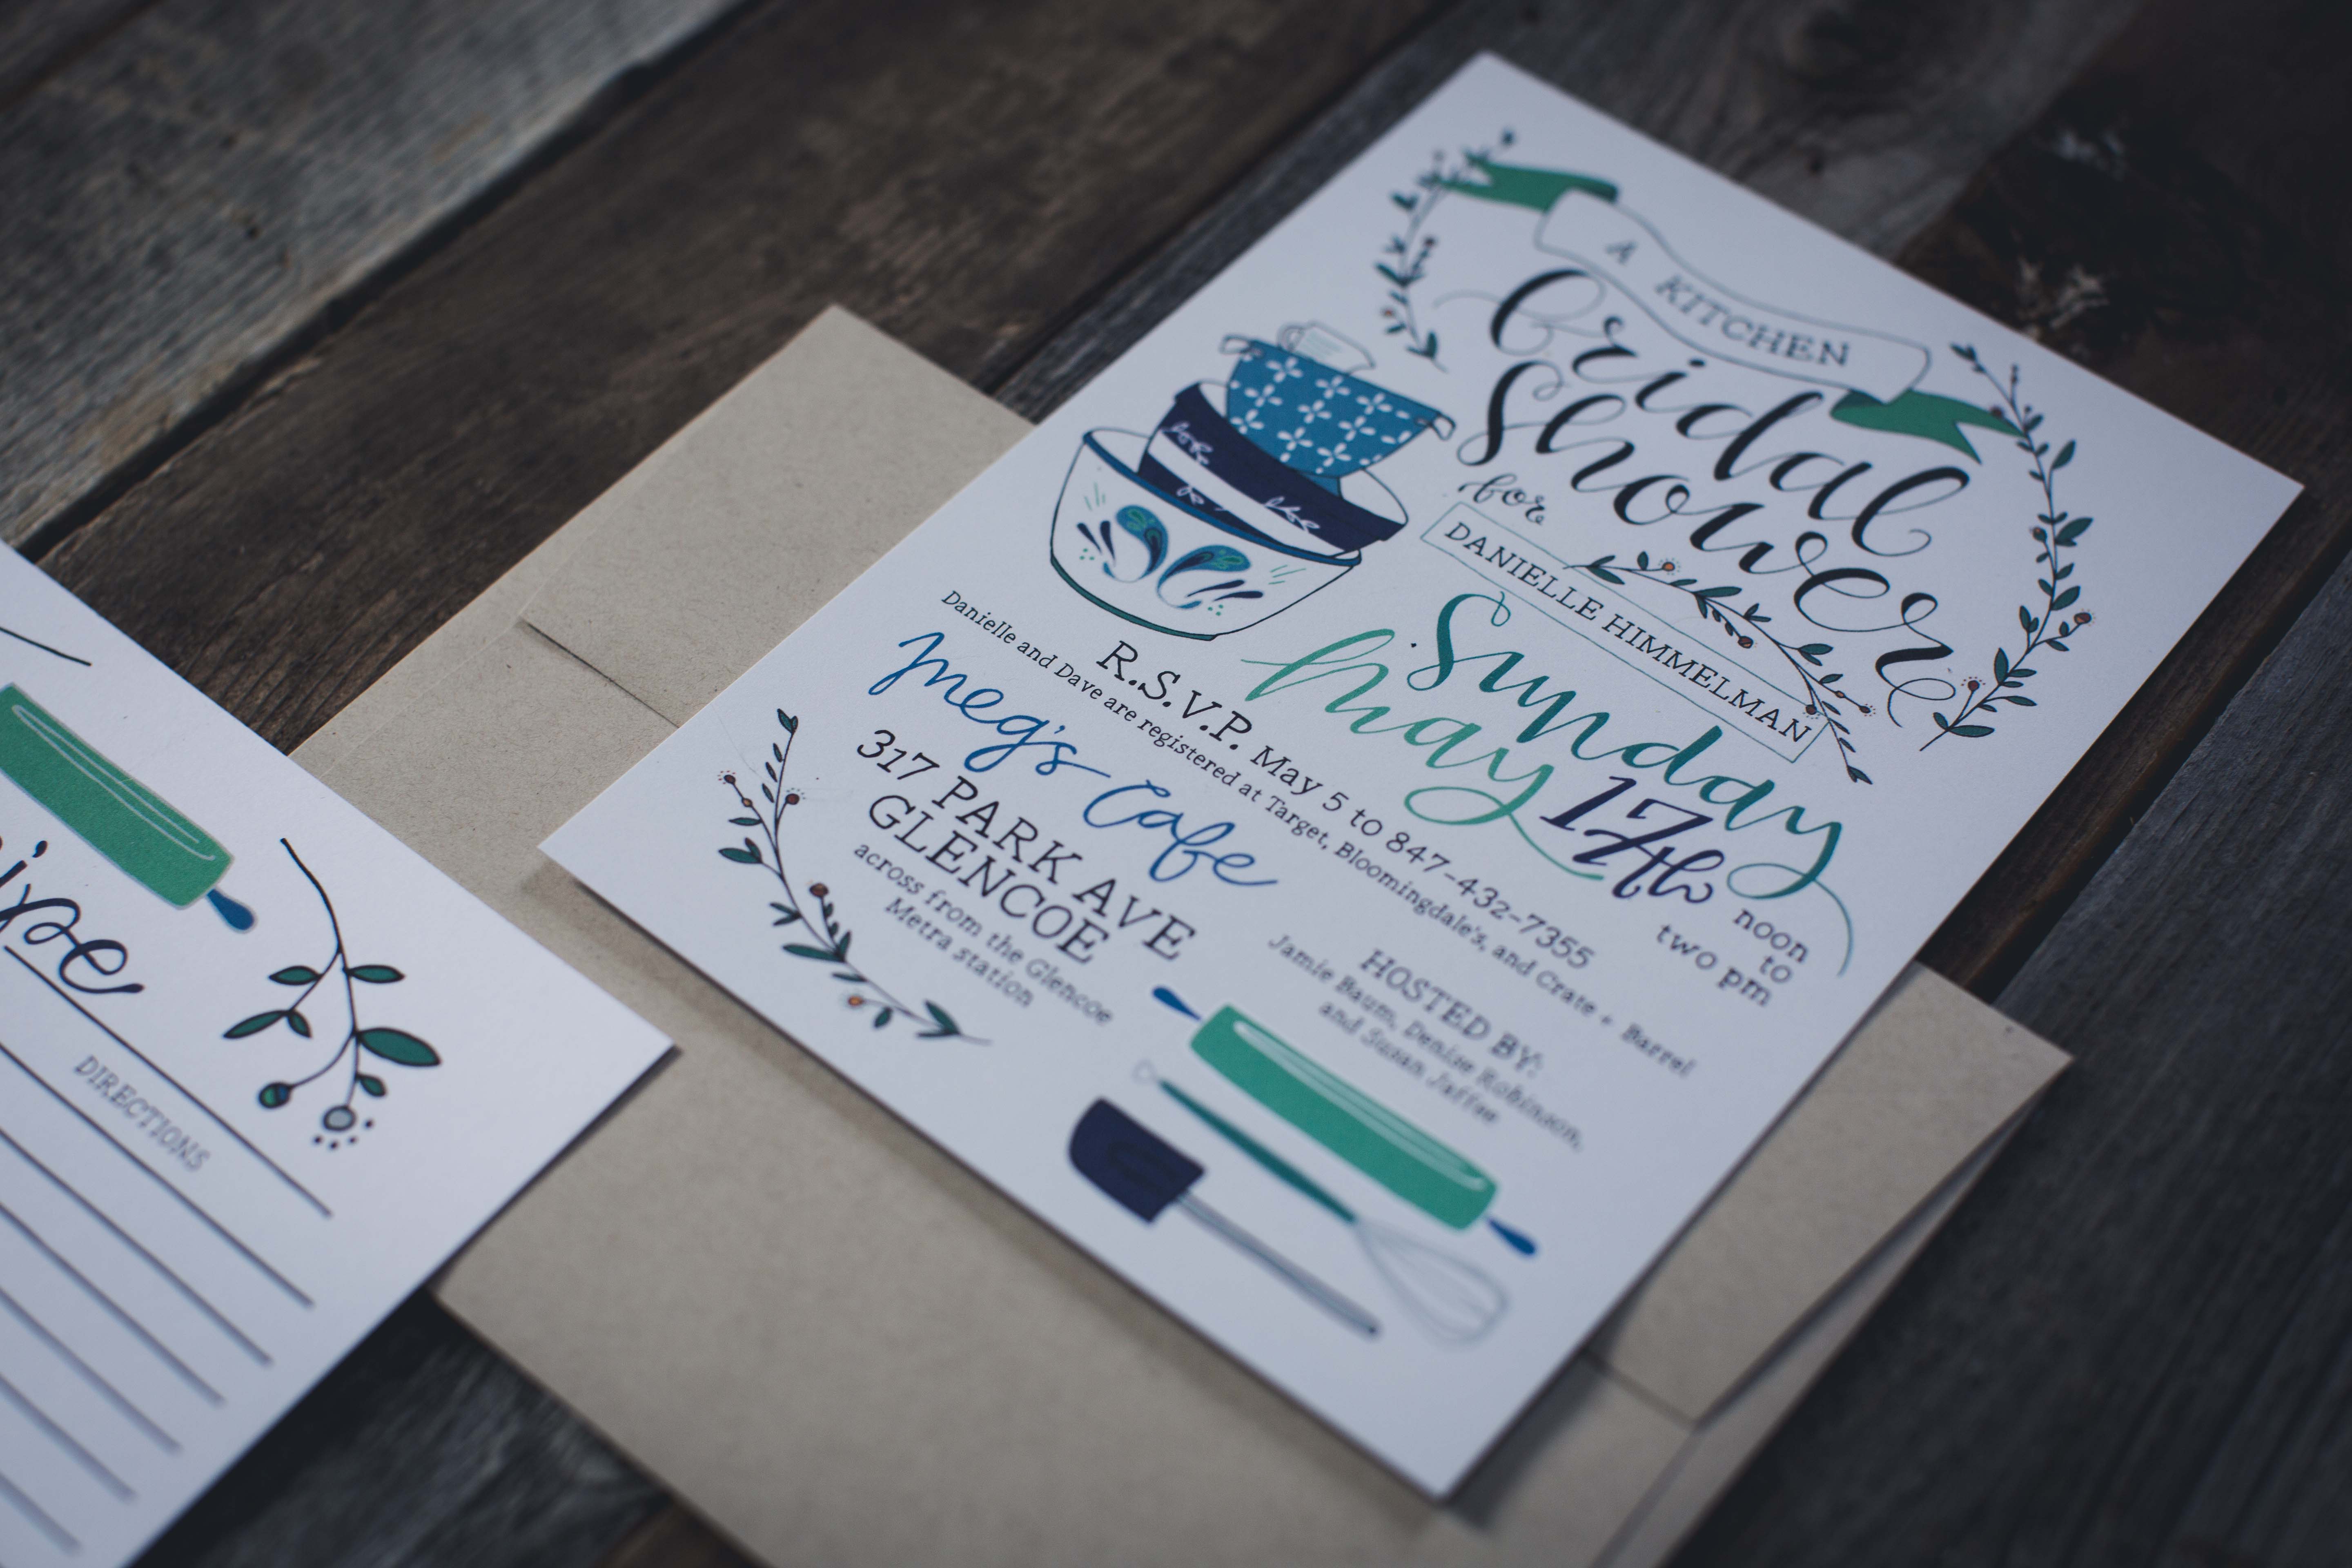 A KITCHEN
bridal
Shower
for
DANIELLE HIMMELMAN
Sunday
May 17th
noon
to
two pm
R.S.V.P. May 5 to 847-432-7355
Danielle and Dave are registered at Target, Bloomingdale's, and Crate + Barrel
meg's cafe
317 PARK AVE
GLENCOE
across from the Glencoe
Metra station
HOSTED BY:
Jamie Baum, Denise Robinson,
and Susan Jaffee
DIRECTIONS